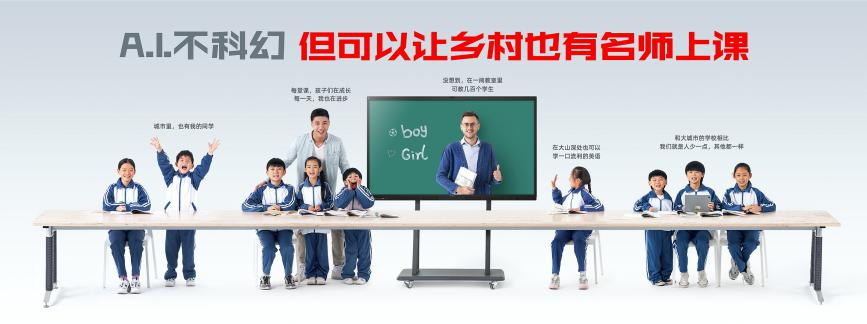 A.I.不科幻 但可以让乡村也有名师上课
没想到，在一间教室里
可教几百个学生
每堂课，孩子们在成长
每一天，我也在进步
城市里，也有我的同学
boy
Girl
在大山深处也可以
学一口流利的英语
和大城市的学校相比
我们就是人少一点，其他都一样